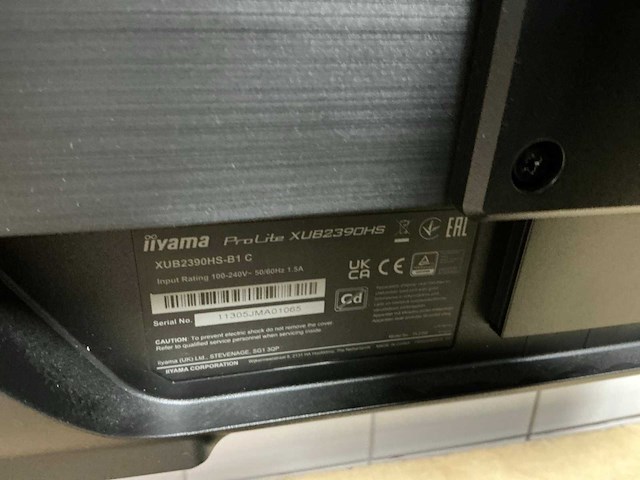 iiyama ProLite XUB2390HS EAC
XUB2390HS-B1 C
Input Rating 100-240V~ 50/60Hz 1.5A
UK CA CE
Serial No. 11305JMA01065
Cd
CAUTION To prevent electric shock do not remove the cover.
Refer to qualified service personnel when servicing.
iiyama (UK) Ltd., STEVENAGE, SG1 2QP
IIYAMA CORPORATION